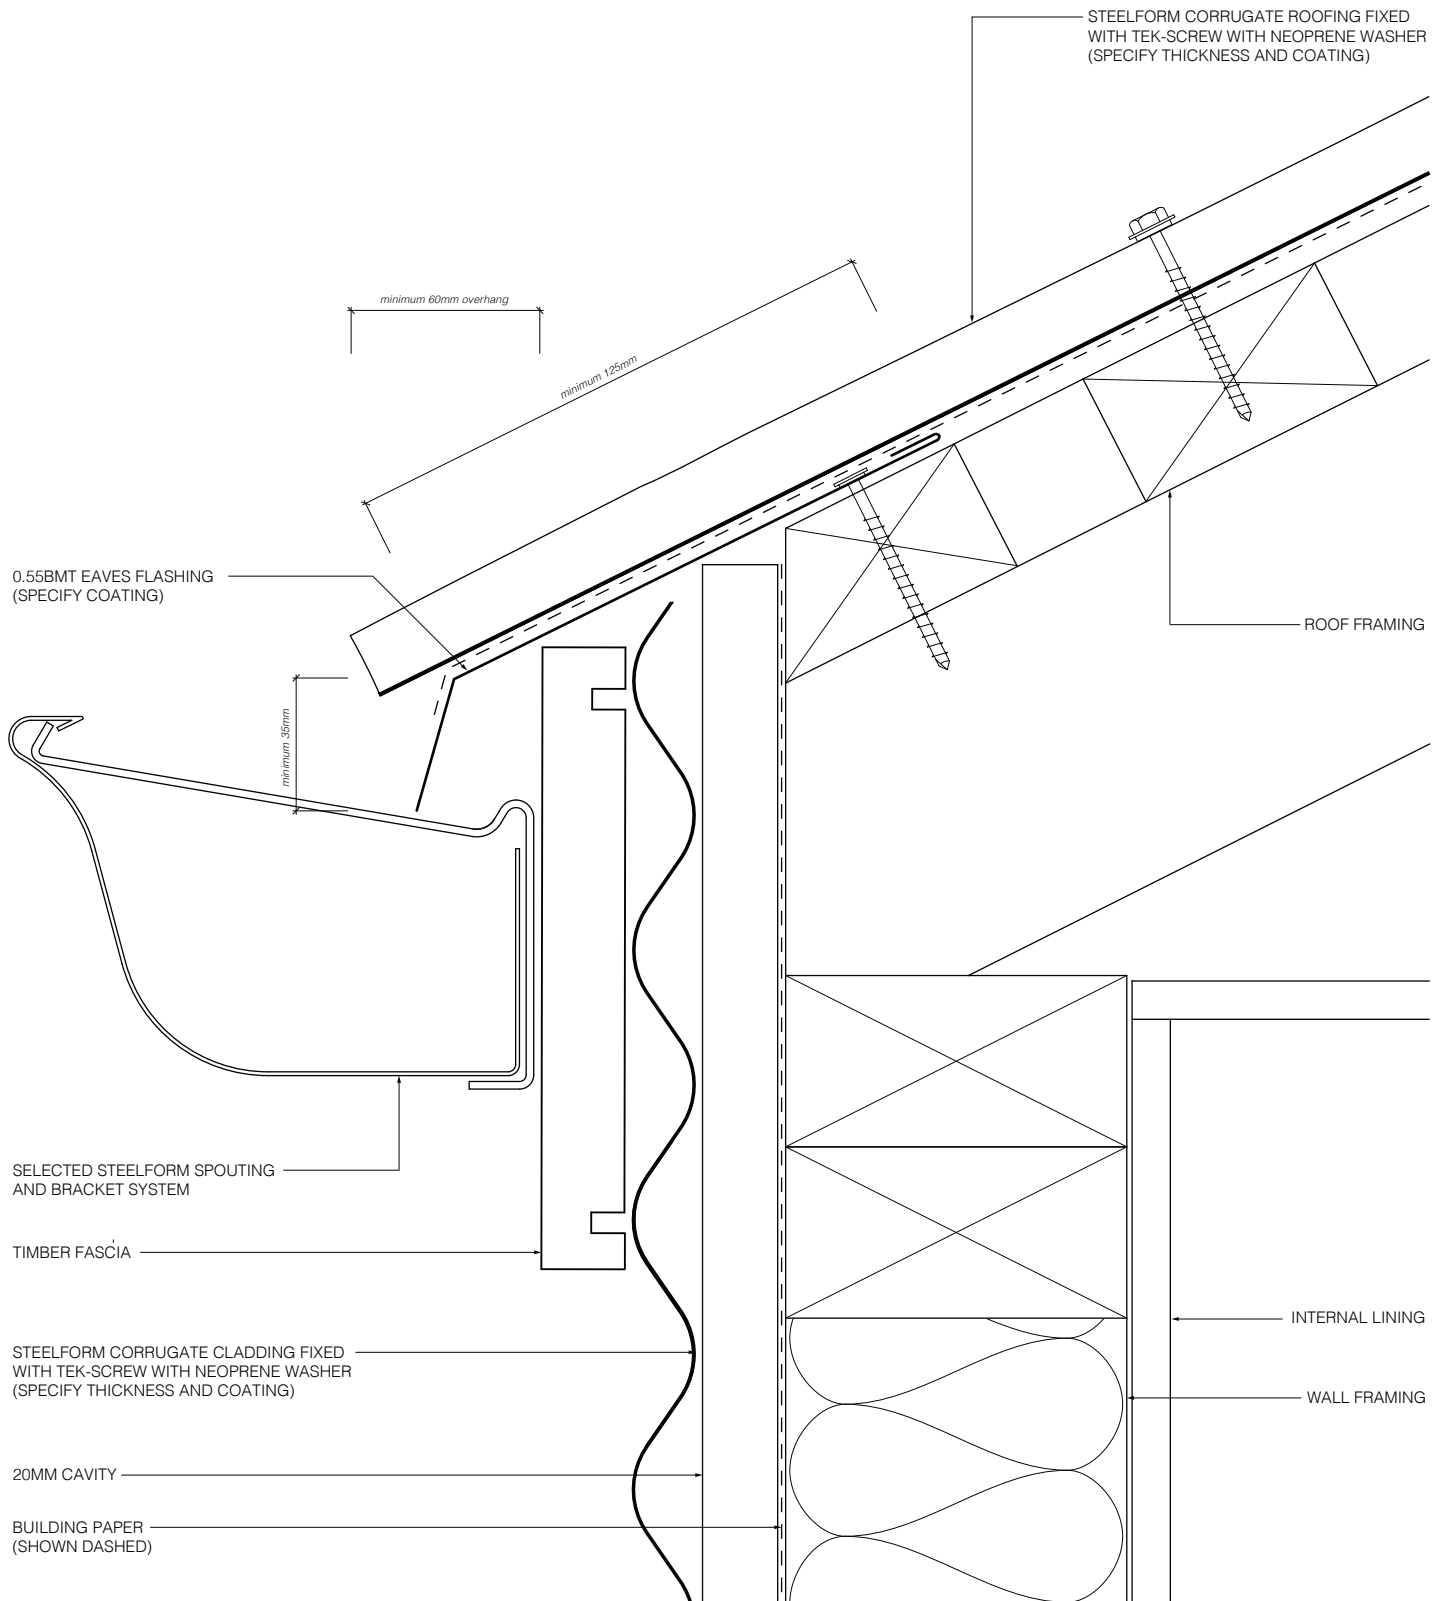 STEELFORM CORRUGATE ROOFING FIXED
WITH TEK-SCREW WITH NEOPRENE WASHER
(SPECIFY THICKNESS AND COATING)
minimum 60mm overhang
minimum 125mm
0.55BMT EAVES FLASHING
(SPECIFY COATING)
ROOF FRAMING
minimum 35mm
SELECTED STEELFORM SPOUTING
AND BRACKET SYSTEM
TIMBER FASCIA
INTERNAL LINING
STEELFORM CORRUGATE CLADDING FIXED
WITH TEK-SCREW WITH NEOPRENE WASHER
(SPECIFY THICKNESS AND COATING)
WALL FRAMING
20MM CAVITY
BUILDING PAPER
(SHOWN DASHED)